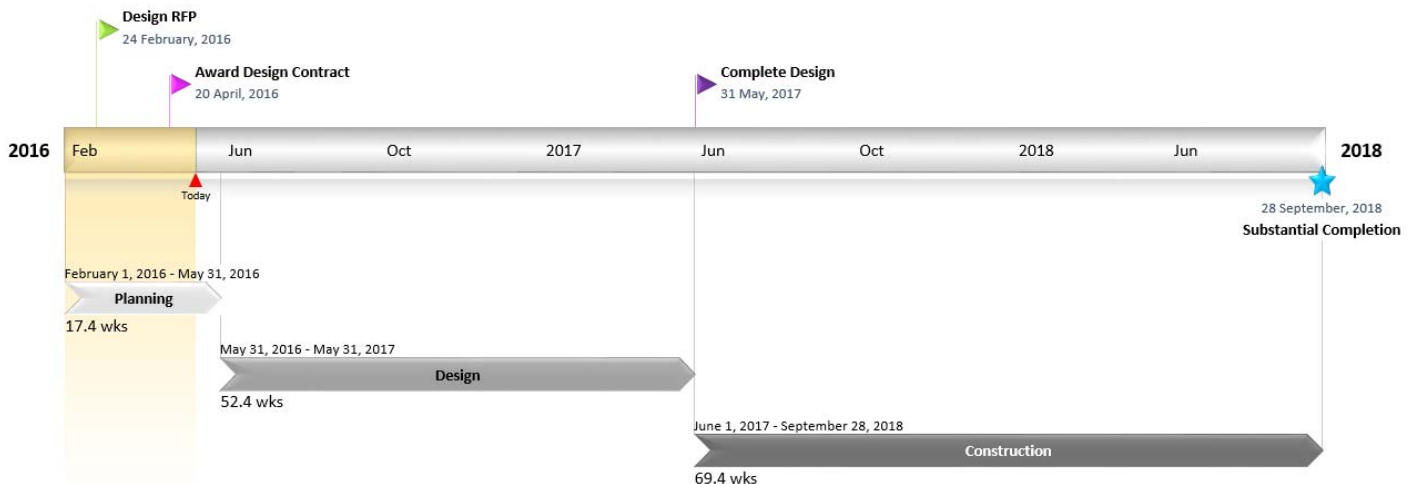 Design RFP
24 February, 2016
Award Design Contract
20 April, 2016
Complete Design
31 May, 2017
2016
Feb
Jun
Oct
2017
Jun
Oct
2018
Jun
2018
Today
28 September, 2018
Substantial Completion
February 1, 2016 - May 31, 2016
Planning
17.4 wks
May 31, 2016 - May 31, 2017
Design
52.4 wks
June 1, 2017 - September 28, 2018
Construction
69.4 wks